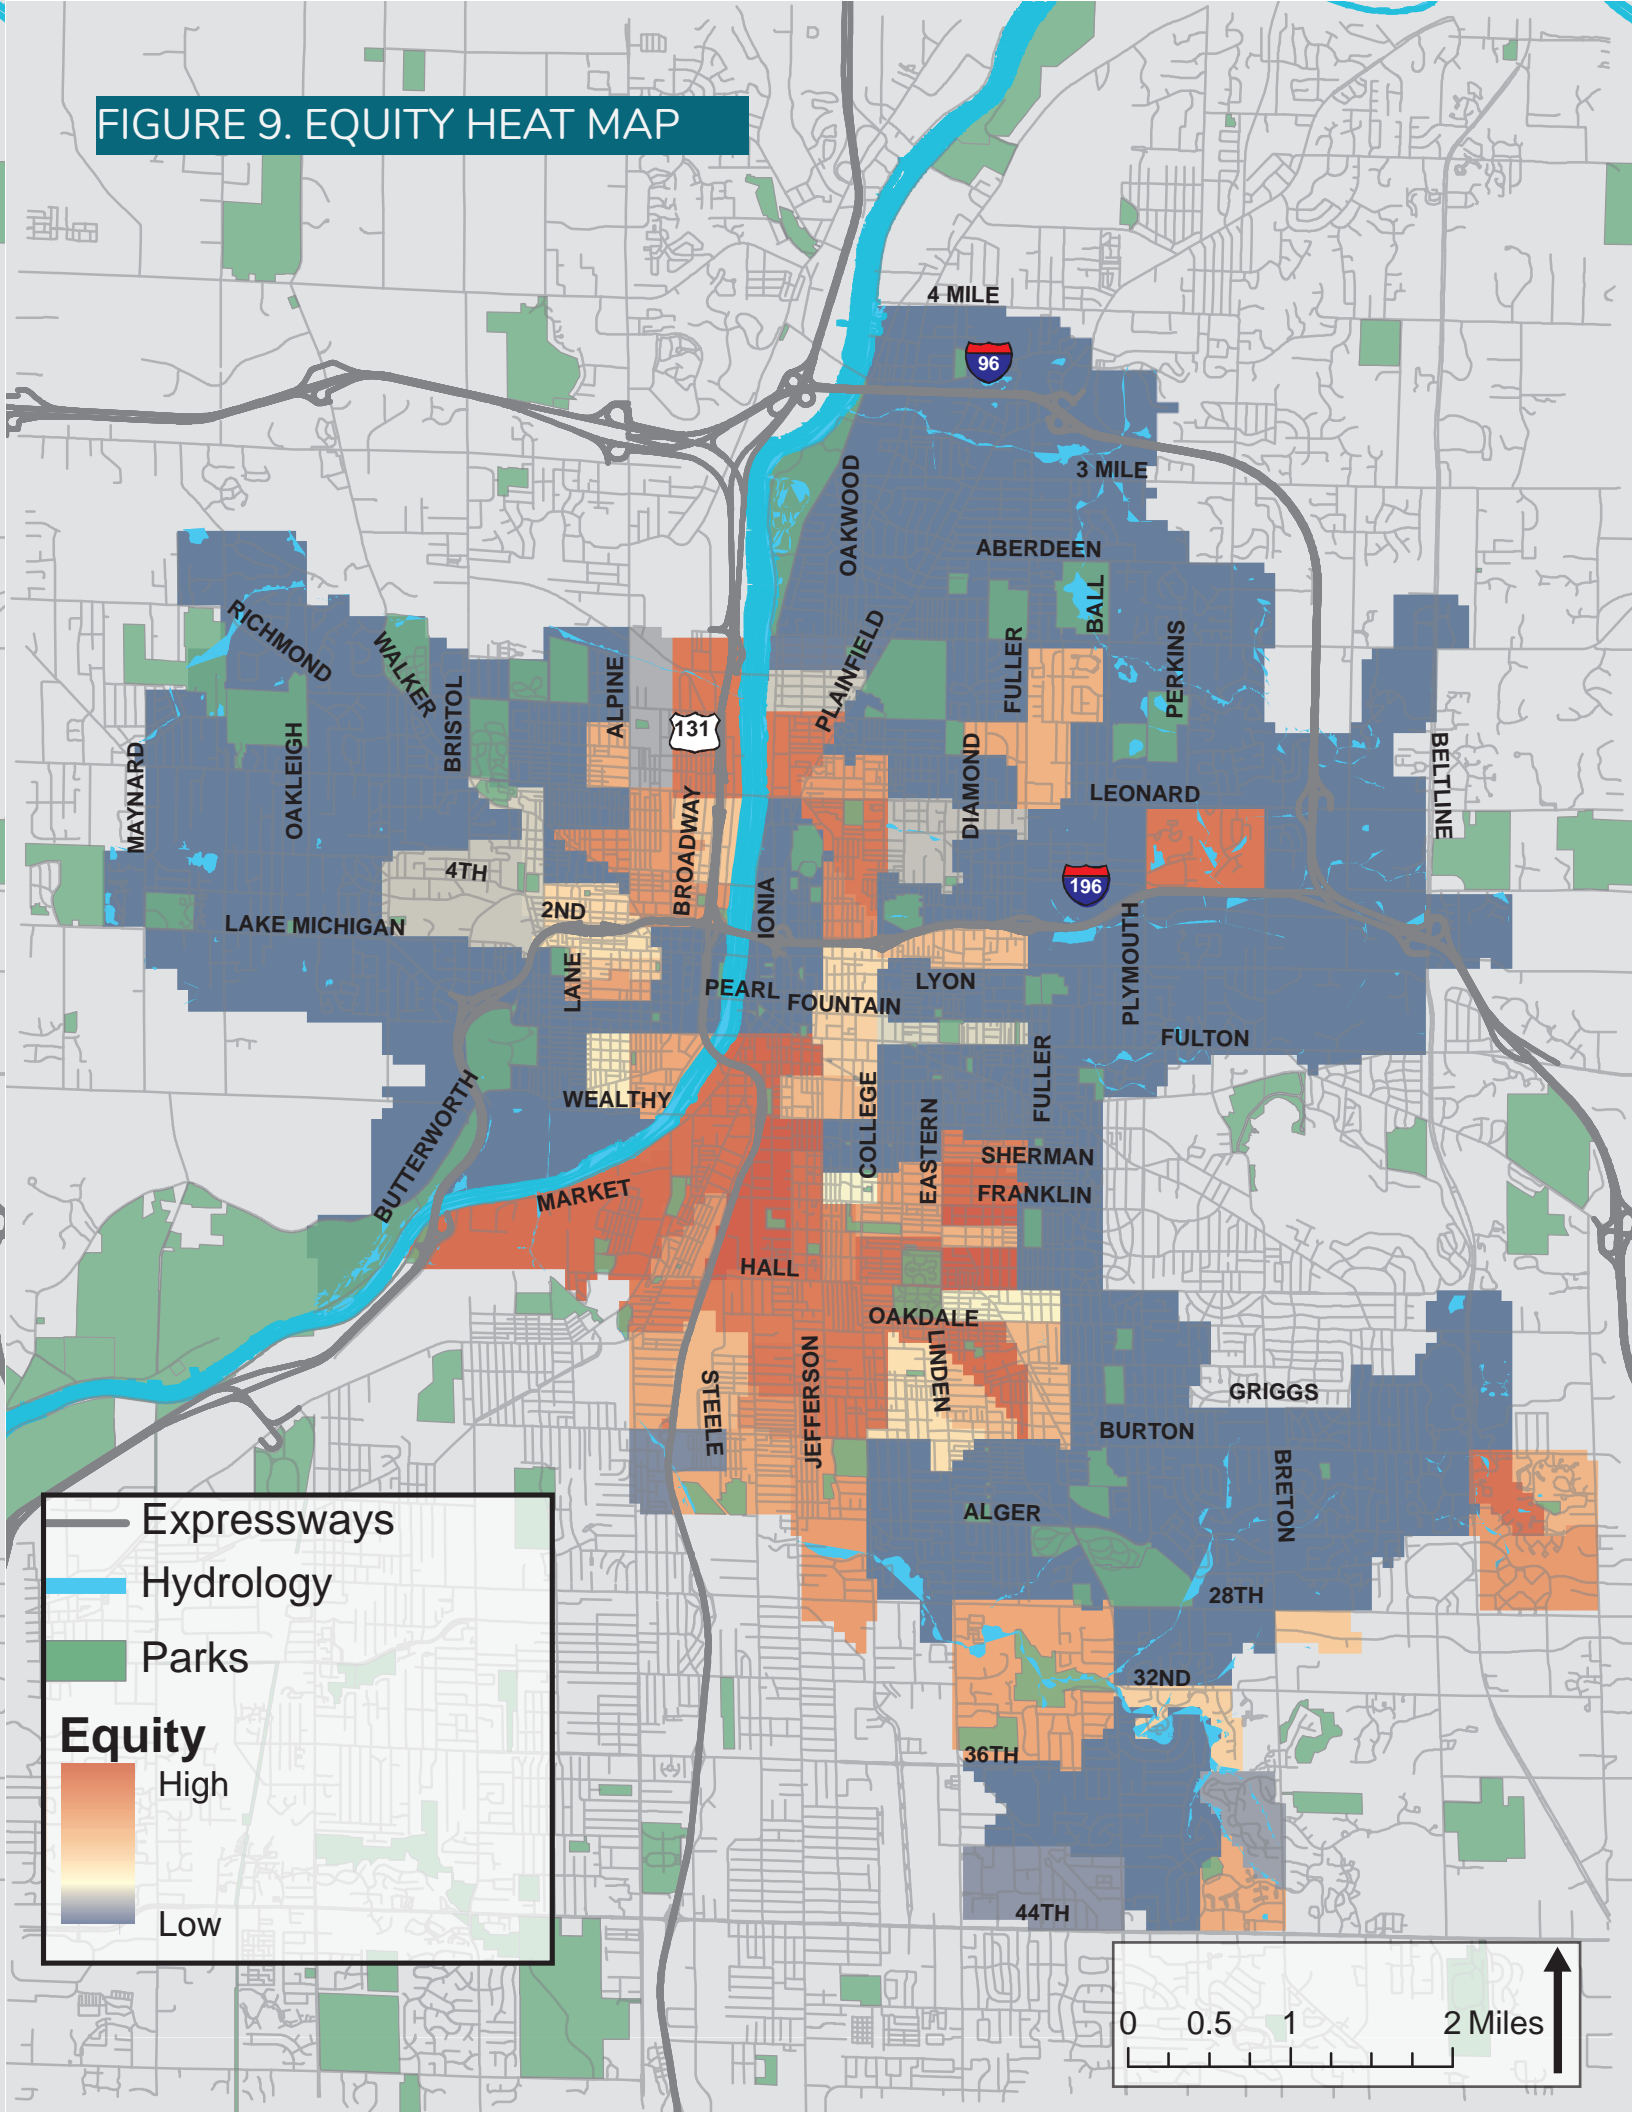 FIGURE 9. EQUITY HEAT MAP
4 MILE
96
3 MILE
OAKWOOD
ABERDEEN
BALL
RICHMOND
WALKER
PLAINFIELD
FULLER
PERKINS
ALPINE
BRISTOL
131
OAKLEIGH
MAYNARD
DIAMOND
BELTLINE
LEONARD
BROADWAY
4TH
196
2ND
IONIA
LAKE MICHIGAN
PLYMOUTH
LANE
LYON
PEARL
FOUNTAIN
FULTON
FULLER
WEALTHY
COLLEGE
EASTERN
BUTTERWORTH
SHERMAN
MARKET
FRANKLIN
HALL
OAKDALE
LINDEN
JEFFERSON
STEELE
GRIGGS
BURTON
BRETON
ALGER
28TH
32ND
36TH
44TH
Expressways
Hydrology
Parks
Equity
High
Low
0 0.5 1 2 Miles